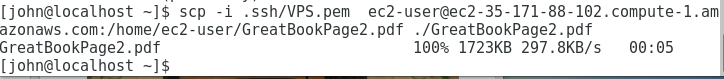 [john@localhost ~]$ scp -i .ssh/VPS.pem  ec2-user@ec2-35-171-88-102.compute-1.am
azonaws.com:/home/ec2-user/GreatBookPage2.pdf ./GreatBookPage2.pdf
GreatBookPage2.pdf                            100% 1723KB 297.8KB/s   00:05
[john@localhost ~]$